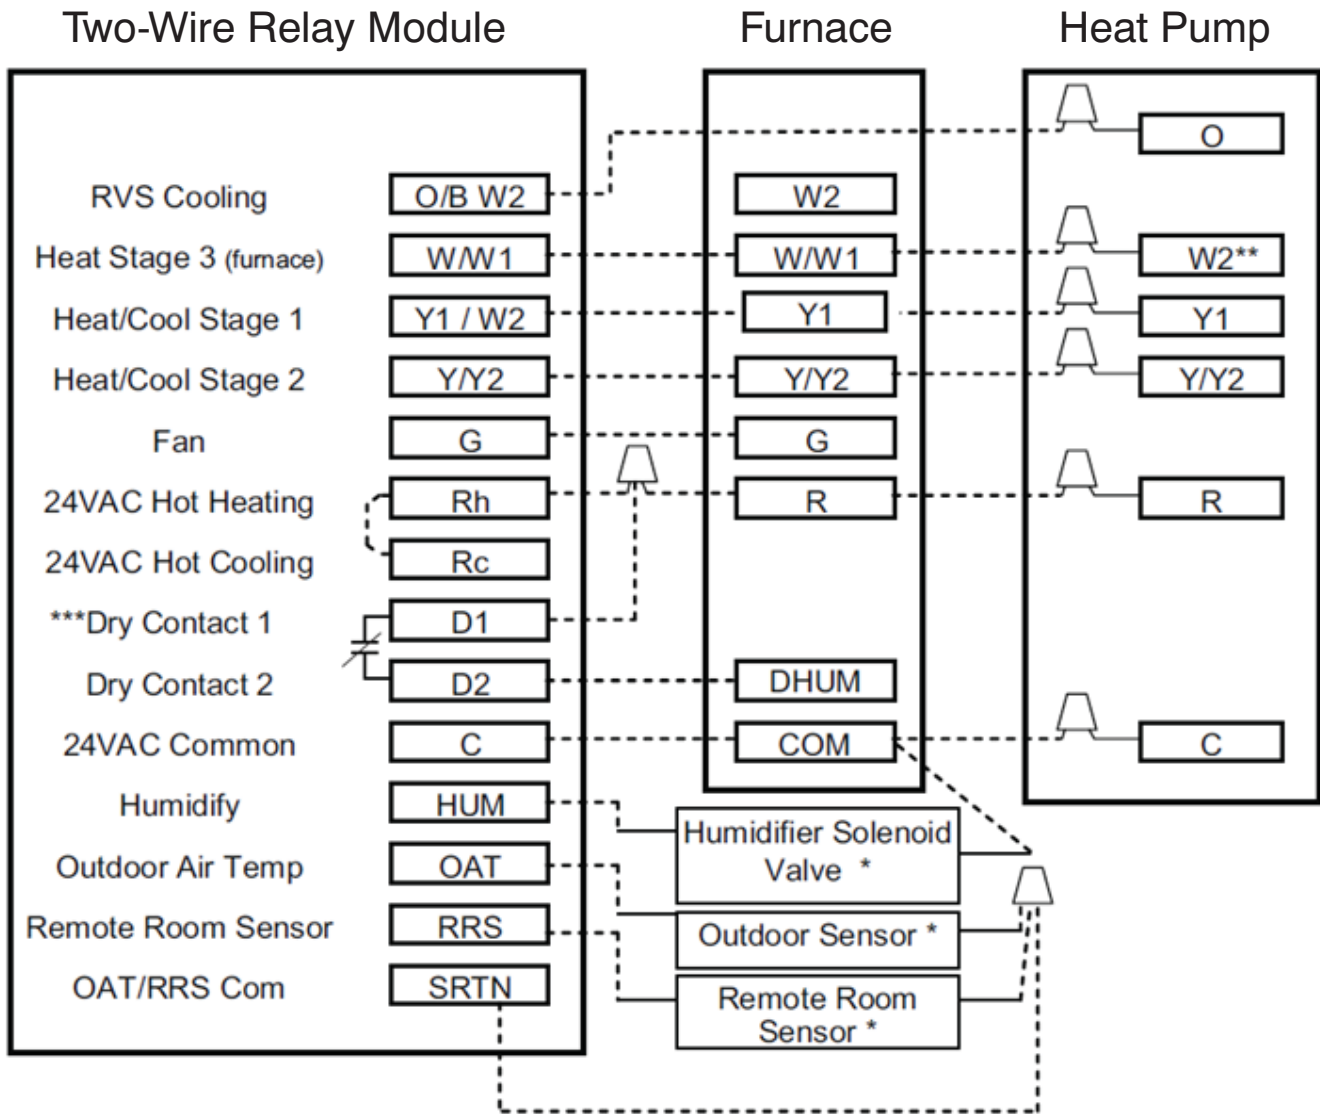 Two-Wire Relay Module Furnace Heat Pump
O
RVS Cooling O/B W2 W2
Heat Stage 3 (furnace) W/W1 W/W1 W2**
Heat/Cool Stage 1 Y1 / W2 Y1 Y1
Heat/Cool Stage 2 Y/Y2 Y/Y2 Y/Y2
Fan G G
24VAC Hot Heating Rh R R
24VAC Hot Cooling Rc
***Dry Contact 1 D1
Dry Contact 2 D2 DHUM
24VAC Common C COM C
Humidify HUM
Humidifier Solenoid
Valve *
Outdoor Air Temp OAT
Remote Room Sensor RRS
Outdoor Sensor *
OAT/RRS Com SRTN
Remote Room
Sensor *